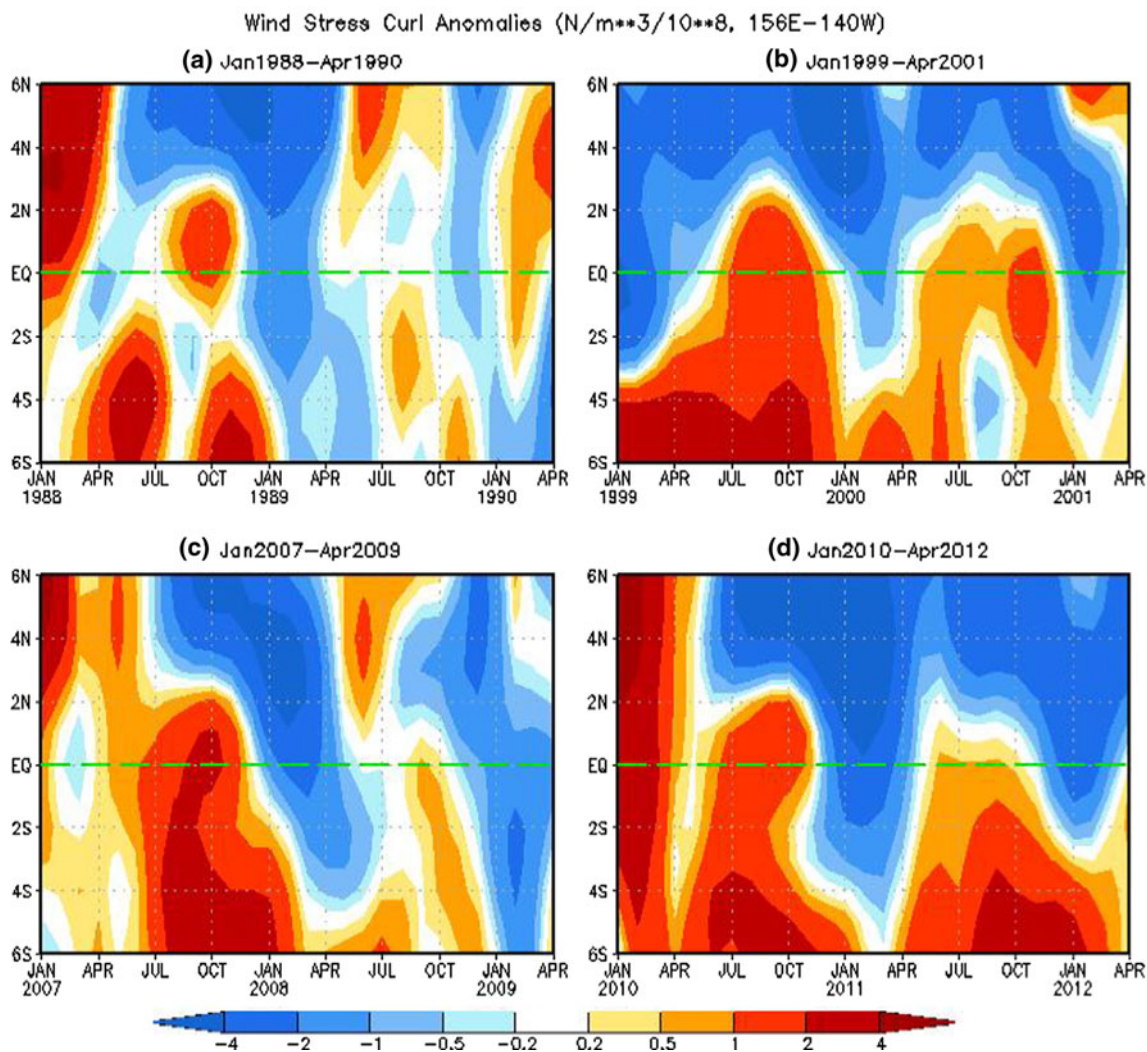 Wind Stress Curl Anomalies (N/m**3/10**8, 156E-140W)
(a) Jan1988-Apr1990
(b) Jan1999-Apr2001
6N
4N
2N
EQ
2S
4S
6S
JAN APR JUL OCT JAN APR JUL OCT JAN APR
1988 1989 1990
6N
4N
2N
EQ
2S
4S
6S
JAN APR JUL OCT JAN APR JUL OCT JAN APR
1999 2000 2001
(c) Jan2007-Apr2009
(d) Jan2010-Apr2012
6N
4N
2N
EQ
2S
4S
6S
JAN APR JUL OCT JAN APR JUL OCT JAN APR
2007 2008 2009
6N
4N
2N
EQ
2S
4S
6S
JAN APR JUL OCT JAN APR JUL OCT JAN APR
2010 2011 2012
-4 -2 -1 -0.5 -0.2 0.2 0.5 1 2 4